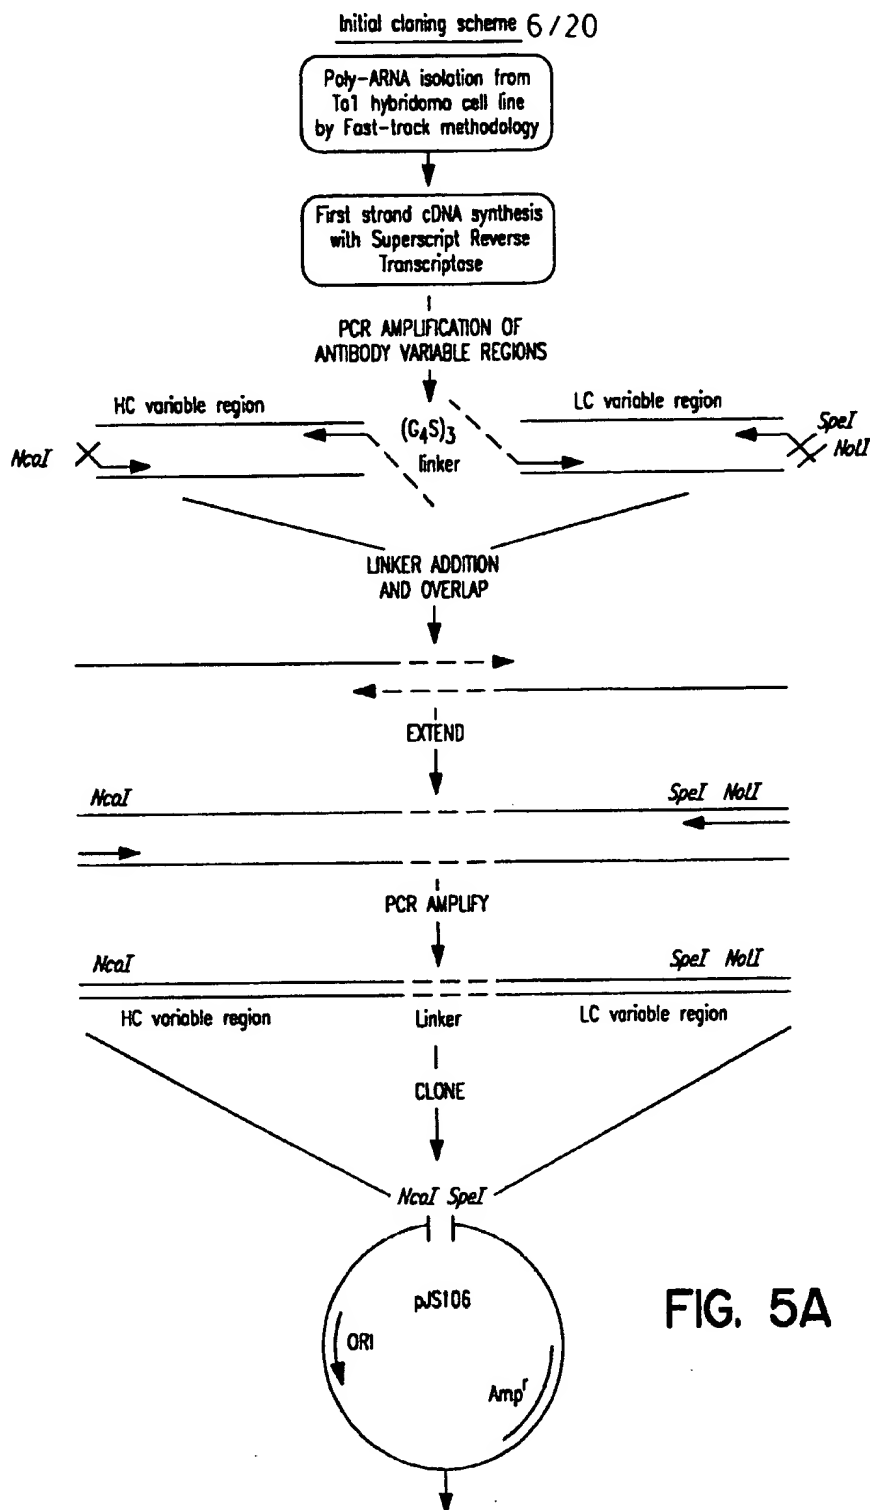 Initial cloning scheme 6/20
Poly-ARNA isolation from
Ta1 hybridoma cell line
by Fast-track methodology
First strand cDNA synthesis
with Superscript Reverse
Transcriptase
PCR AMPLIFICATION OF
ANTIBODY VARIABLE REGIONS
HC variable region
LC variable region
(G4S)3
linker
NcoI
SpeI
NotI
LINKER ADDITION
AND OVERLAP
EXTEND
NcoI
SpeI NotI
PCR AMPLIFY
NcoI
SpeI NotI
HC variable region
Linker
LC variable region
CLONE
NcoI SpeI
pJS106
ORI
Ampr
FIG. 5A